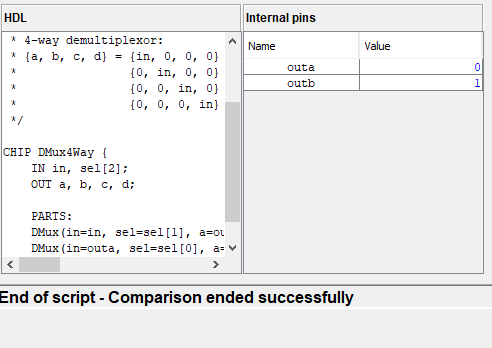 HDL
* 4-way demultiplexor:
* {a, b, c, d} = {in, 0, 0, 0}
* {0, in, 0, 0}
* {0, 0, in, 0}
* {0, 0, 0, in}
*/
CHIP DMux4Way {
IN in, sel[2];
OUT a, b, c, d;
PARTS:
DMux(in=in, sel=sel[1], a=ou
DMux(in=outa, sel=sel[0], a=
Internal pins
Name Value
outa 0
outb 1
End of script - Comparison ended successfully